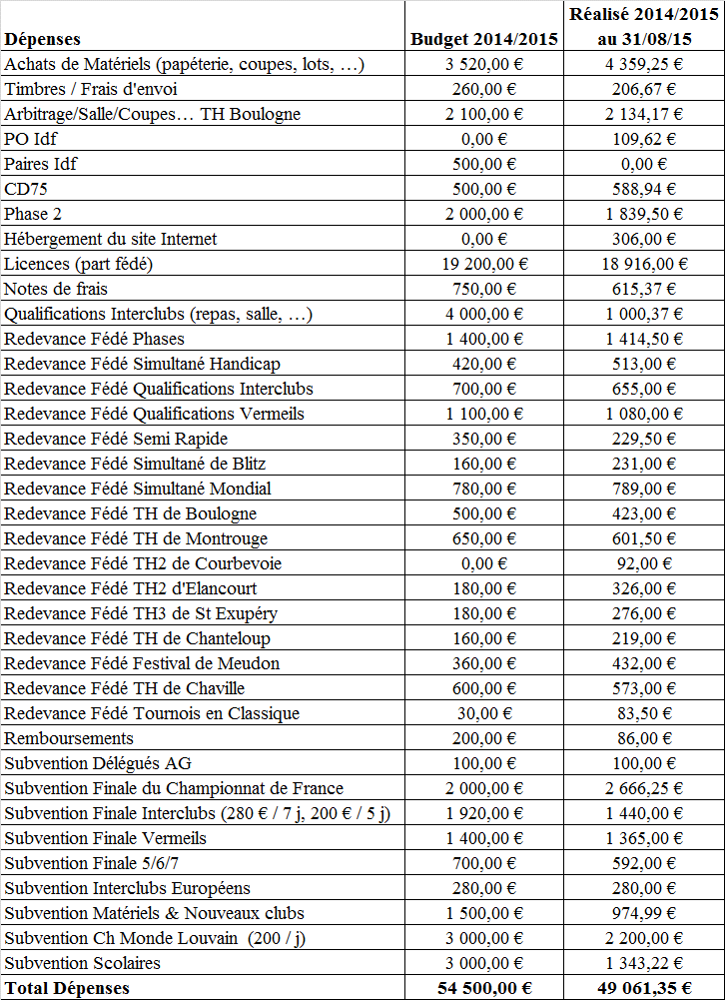 Réalisé 2014/2015
Dépenses Budget 2014/2015 au 31/08/15
Achats de Matériels (papéterie, coupes, lots, …) 3 520,00 € 4 359,25 €
Timbres / Frais d'envoi 260,00 € 206,67 €
Arbitrage/Salle/Coupes… TH Boulogne 2 100,00 € 2 134,17 €
PO Idf 0,00 € 109,62 €
Paires Idf 500,00 € 0,00 €
CD75 500,00 € 588,94 €
Phase 2 2 000,00 € 1 839,50 €
Hébergement du site Internet 0,00 € 306,00 €
Licences (part fédé) 19 200,00 € 18 916,00 €
Notes de frais 750,00 € 615,37 €
Qualifications Interclubs (repas, salle, …) 4 000,00 € 1 000,37 €
Redevance Fédé Phases 1 400,00 € 1 414,50 €
Redevance Fédé Simultané Handicap 420,00 € 513,00 €
Redevance Fédé Qualifications Interclubs 700,00 € 655,00 €
Redevance Fédé Qualifications Vermeils 1 100,00 € 1 080,00 €
Redevance Fédé Semi Rapide 350,00 € 229,50 €
Redevance Fédé Simultané de Blitz 160,00 € 231,00 €
Redevance Fédé Simultané Mondial 780,00 € 789,00 €
Redevance Fédé TH de Boulogne 500,00 € 423,00 €
Redevance Fédé TH de Montrouge 650,00 € 601,50 €
Redevance Fédé TH2 de Courbevoie 0,00 € 92,00 €
Redevance Fédé TH2 d'Elancourt 180,00 € 326,00 €
Redevance Fédé TH3 de St Exupéry 180,00 € 276,00 €
Redevance Fédé TH de Chanteloup 160,00 € 219,00 €
Redevance Fédé Festival de Meudon 360,00 € 432,00 €
Redevance Fédé TH de Chaville 600,00 € 573,00 €
Redevance Fédé Tournois en Classique 30,00 € 83,50 €
Remboursements 200,00 € 86,00 €
Subvention Délégués AG 100,00 € 100,00 €
Subvention Finale du Championnat de France 2 000,00 € 2 666,25 €
Subvention Finale Interclubs (280 € / 7 j, 200 € / 5 j) 1 920,00 € 1 440,00 €
Subvention Finale Vermeils 1 400,00 € 1 365,00 €
Subvention Finale 5/6/7 700,00 € 592,00 €
Subvention Interclubs Européens 280,00 € 280,00 €
Subvention Matériels & Nouveaux clubs 1 500,00 € 974,99 €
Subvention Ch Monde Louvain (200 / j) 3 000,00 € 2 200,00 €
Subvention Scolaires 3 000,00 € 1 343,22 €
Total Dépenses 54 500,00 € 49 061,35 €